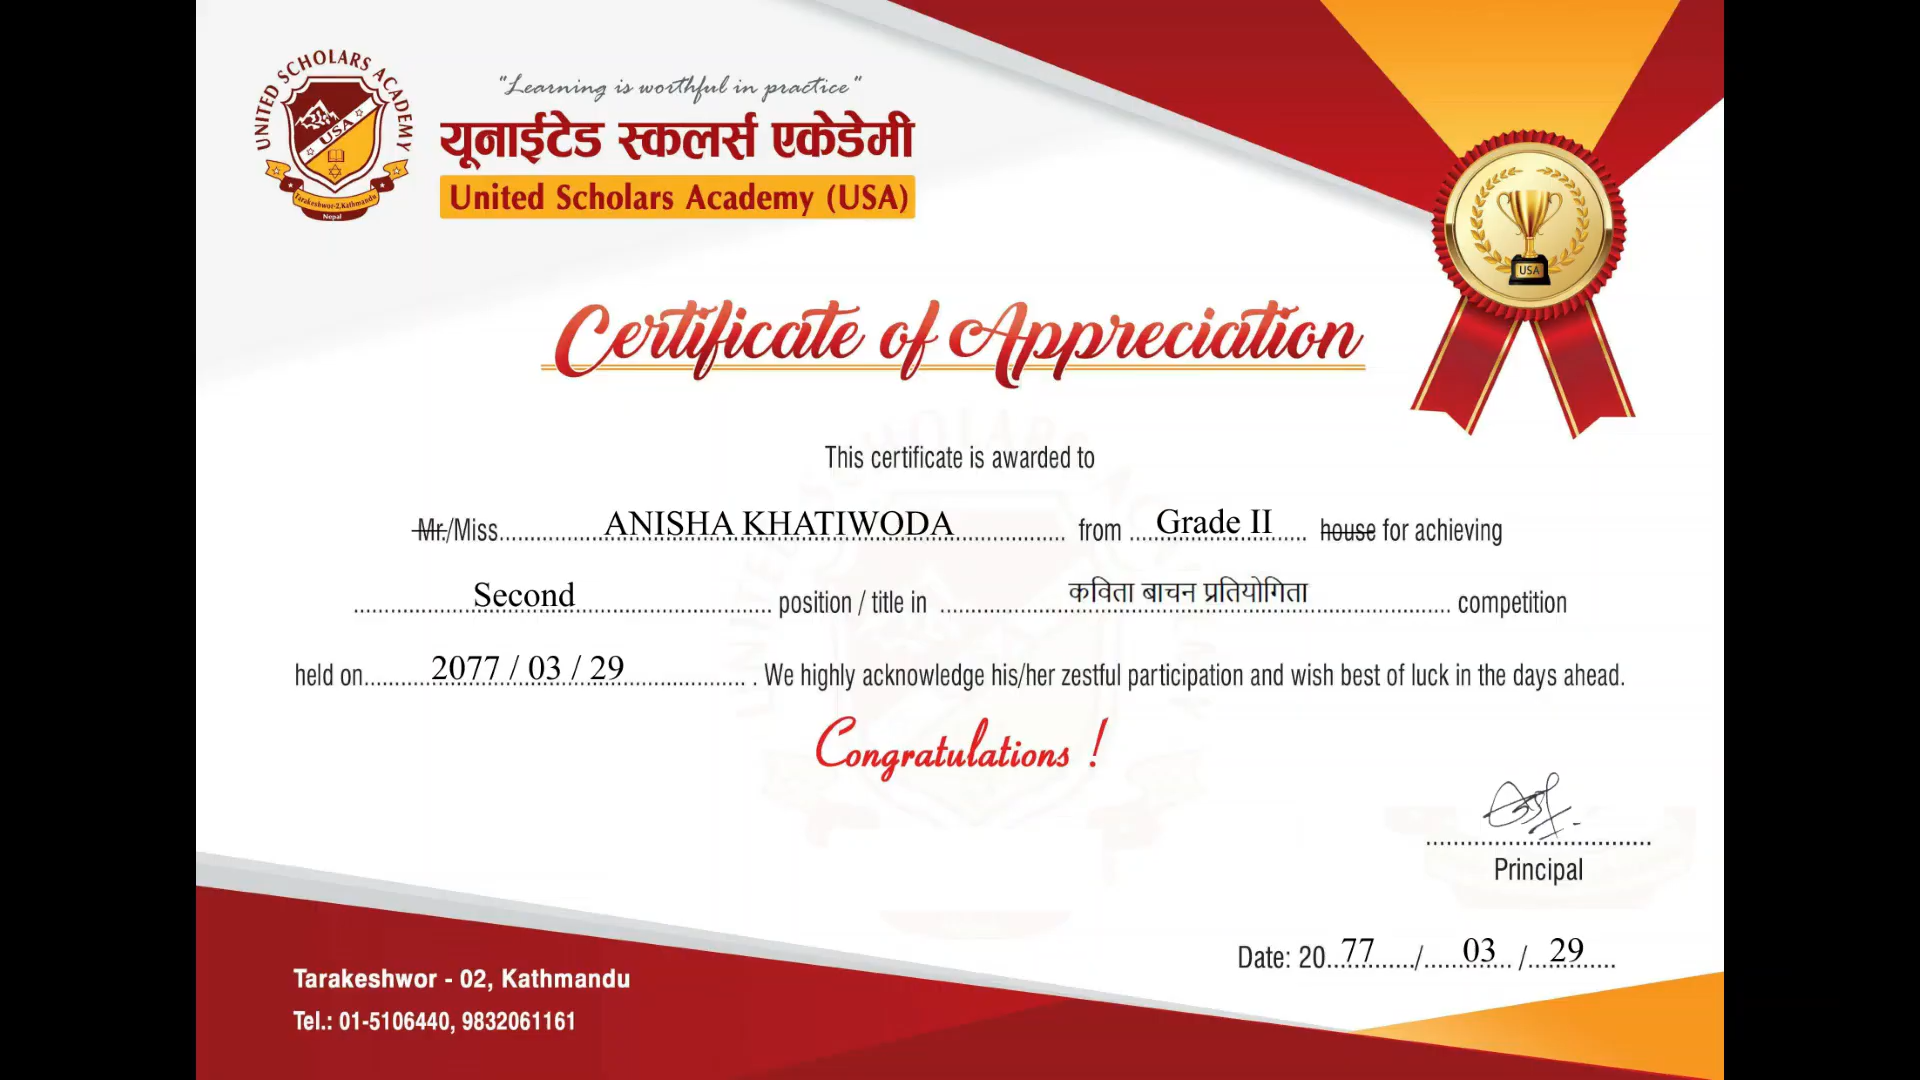 UNITED SCHOLARS ACADEMY
USA
Tarakeshwor-2,Kathmandu
Nepal
"Learning is worthful in practice"
यूनाईटेड स्कलर्स एकेडेमी
United Scholars Academy (USA)
USA
Certificate of Appreciation
This certificate is awarded to
Mr./Miss ANISHA KHATIWODA from Grade II house for achieving
Second position / title in कविता बाचन प्रतियोगिता competition
held on 2077 / 03 / 29 . We highly acknowledge his/her zestful participation and wish best of luck in the days ahead.
Congratulations !
Principal
Date: 20 77 / 03 / 29
Tarakeshwor - 02, Kathmandu
Tel.: 01-5106440, 9832061161